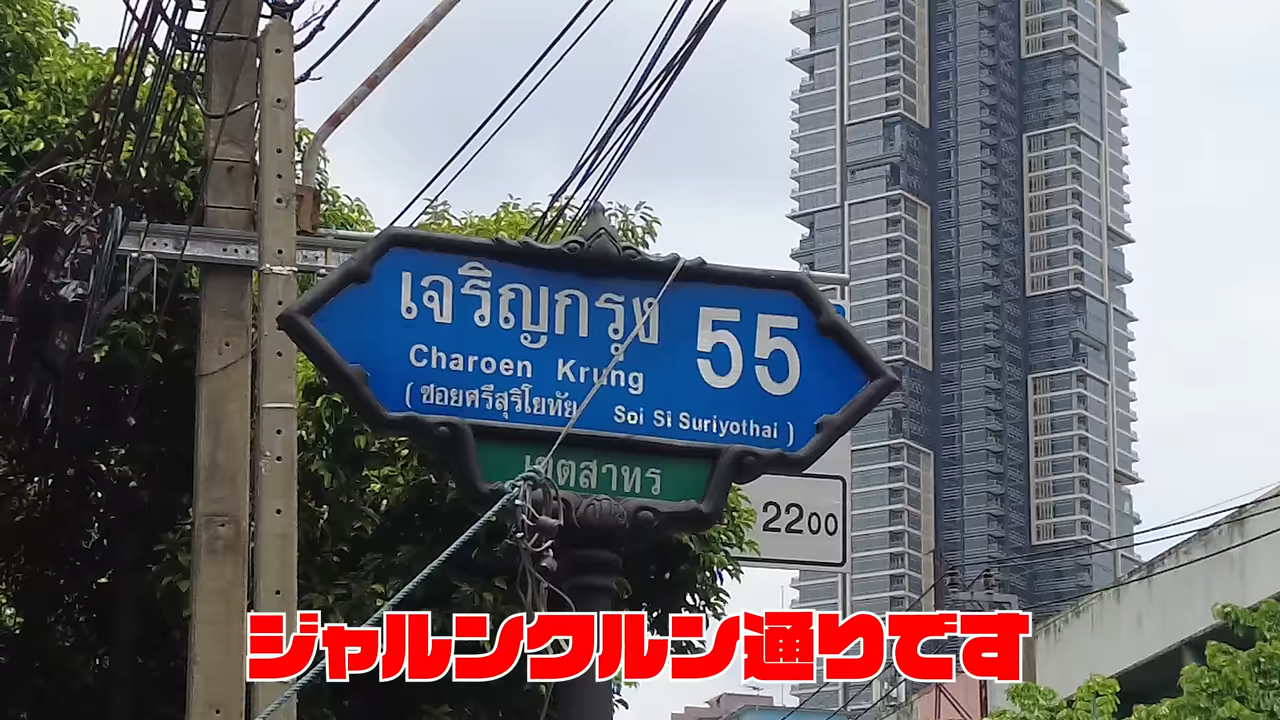 เจริญกรุง 55
Charoen Krung
( ซอยศรีสุริโยทัย Soi Si Suriyothai )
เขตสาทร
2200
ジャルンクルン通りです